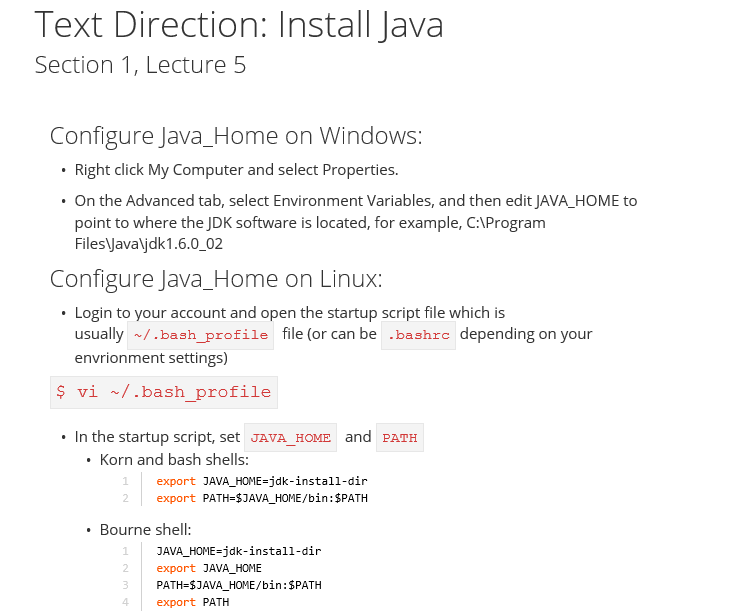 Text Direction: Install Java
Section 1, Lecture 5
Configure Java_Home on Windows:
• Right click My Computer and select Properties.
• On the Advanced tab, select Environment Variables, and then edit JAVA_HOME to
point to where the JDK software is located, for example, C:\Program
Files\Java\jdk1.6.0_02
Configure Java_Home on Linux:
• Login to your account and open the startup script file which is
usually ~/.bash_profile file (or can be .bashrc depending on your
envrionment settings)
$ vi ~/.bash_profile
• In the startup script, set JAVA_HOME and PATH
• Korn and bash shells:
1 export JAVA_HOME=jdk-install-dir
2 export PATH=$JAVA_HOME/bin:$PATH
• Bourne shell:
1 JAVA_HOME=jdk-install-dir
2 export JAVA_HOME
3 PATH=$JAVA_HOME/bin:$PATH
4 export PATH